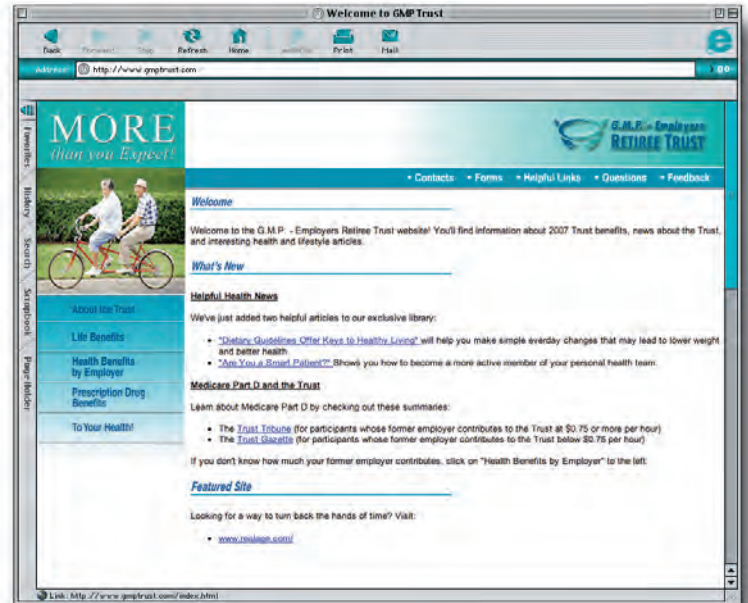 Welcome to GMP Trust
Back
Forward
Stop
Refresh
Home
Print
Mail
Address: http://www.gmptrust.com
GO
Favorites
History
Search
Scrapbook
Page Holder
MORE
than you Expect!
G.M.P. - Employers
RETIREE TRUST
• Contacts • Forms • Helpful Links • Questions • Feedback
About the Trust
Life Benefits
Health Benefits
by Employer
Prescription Drug
Benefits
To Your Health!
Welcome
Welcome to the G.M.P. - Employers Retiree Trust website! You'll find information about 2007 Trust benefits, news about the Trust,
and interesting health and lifestyle articles.
What's New
Helpful Health News
We've just added two helpful articles to our exclusive library:
• "Dietary Guidelines Offer Keys to Healthy Living" will help you make simple everday changes that may lead to lower weight
and better health
• "Are You a Smart Patient?" Shows you how to become a more active member of your personal health team.
Medicare Part D and the Trust
Learn about Medicare Part D by checking out these summaries:
• The Trust Tribune (for participants whose former employer contributes to the Trust at $0.75 or more per hour)
• The Trust Gazette (for participants whose former employer contributes to the Trust below $0.75 per hour)
If you don't know how much your former employer contributes, click on "Health Benefits by Employer" to the left
Featured Site
Looking for a way to turn back the hands of time? Visit:
• www.realage.com/
Link: http://www.gmptrust.com/index.html